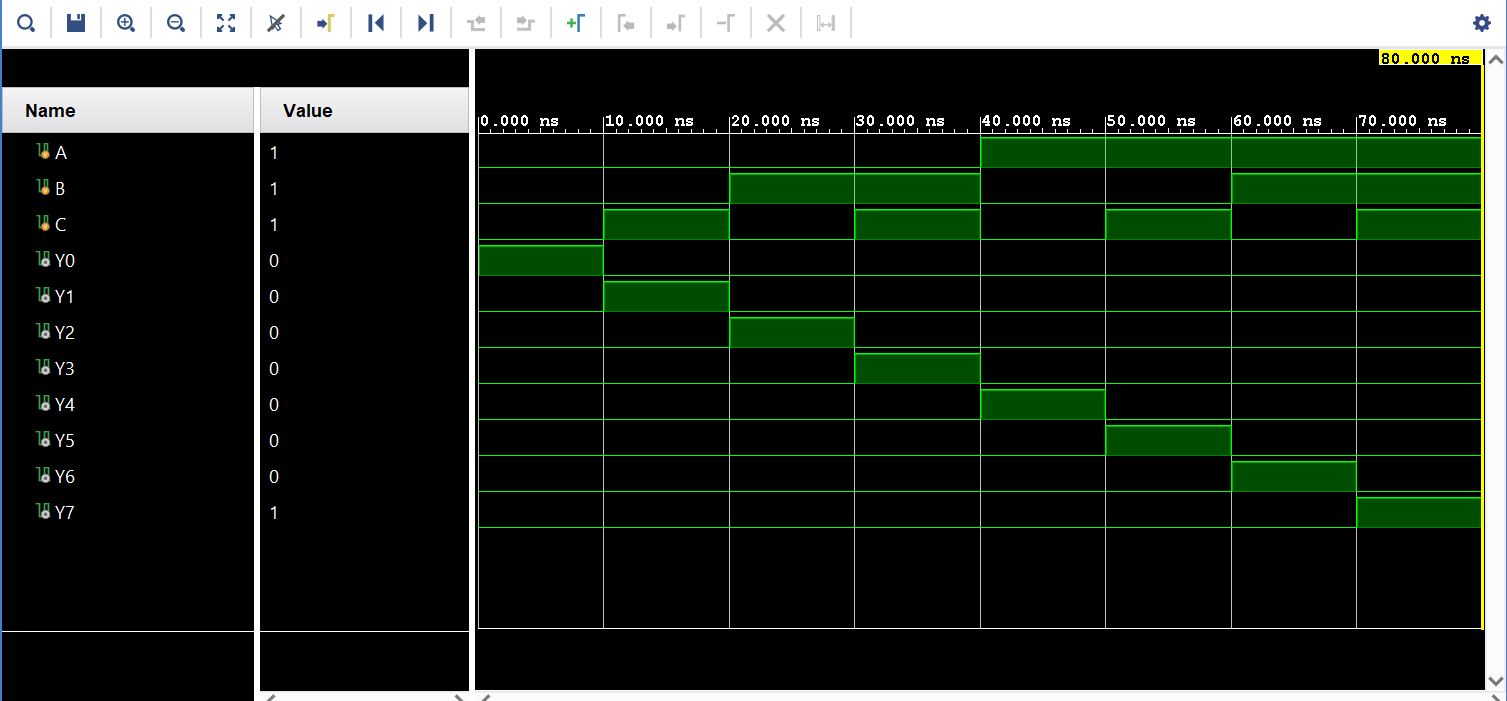 80.000 ns
Name Value
0.000 ns 10.000 ns 20.000 ns 30.000 ns 40.000 ns 50.000 ns 60.000 ns 70.000 ns
A 1
B 1
C 1
Y0 0
Y1 0
Y2 0
Y3 0
Y4 0
Y5 0
Y6 0
Y7 1